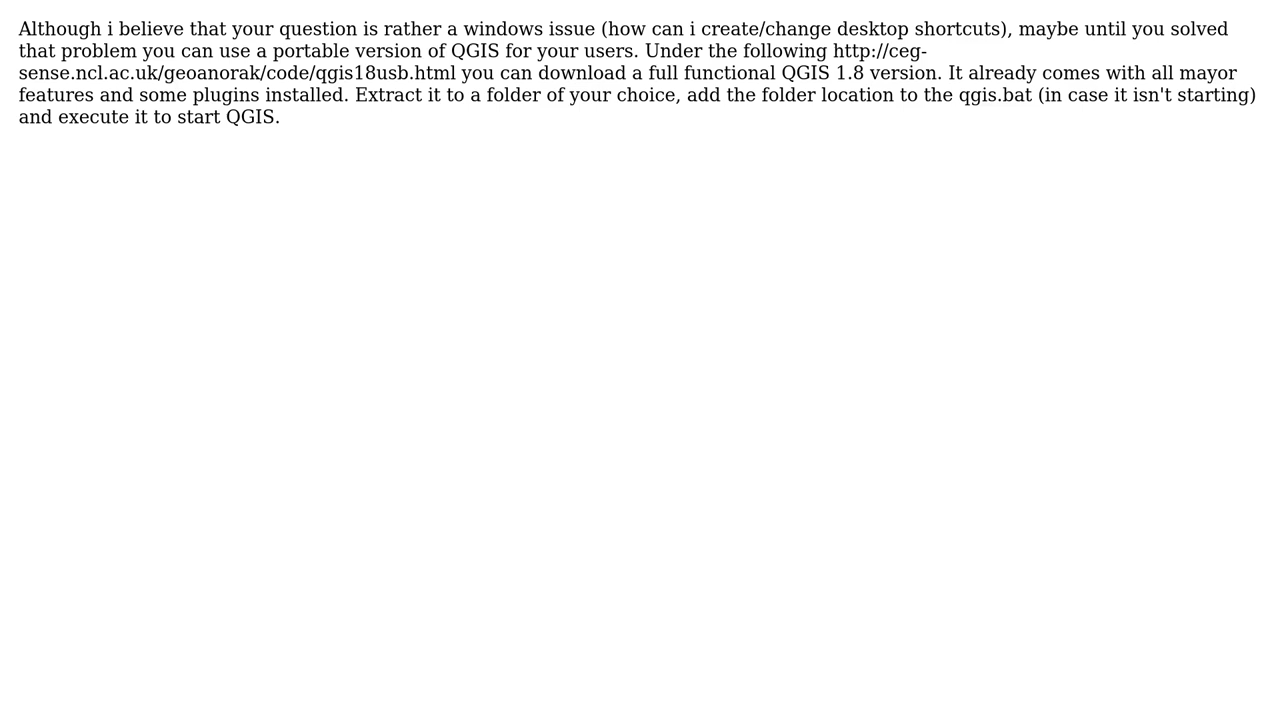 Although i believe that your question is rather a windows issue (how can i create/change desktop shortcuts), maybe until you solved
that problem you can use a portable version of QGIS for your users. Under the following http://ceg-
sense.ncl.ac.uk/geoanorak/code/qgis18usb.html you can download a full functional QGIS 1.8 version. It already comes with all mayor
features and some plugins installed. Extract it to a folder of your choice, add the folder location to the qgis.bat (in case it isn't starting)
and execute it to start QGIS.